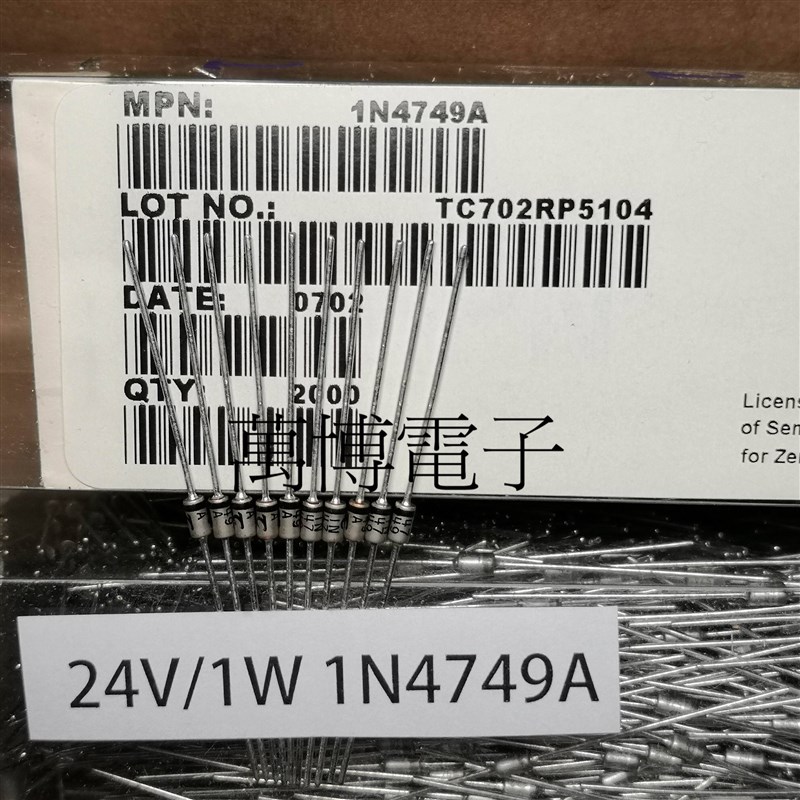 MPN: 1N4749A
LOT NO.: TC702RP5104
DATE: 0702
QTY: 2000
Licens
of Sem
for Ze
萬博電子
24V/1W 1N4749A